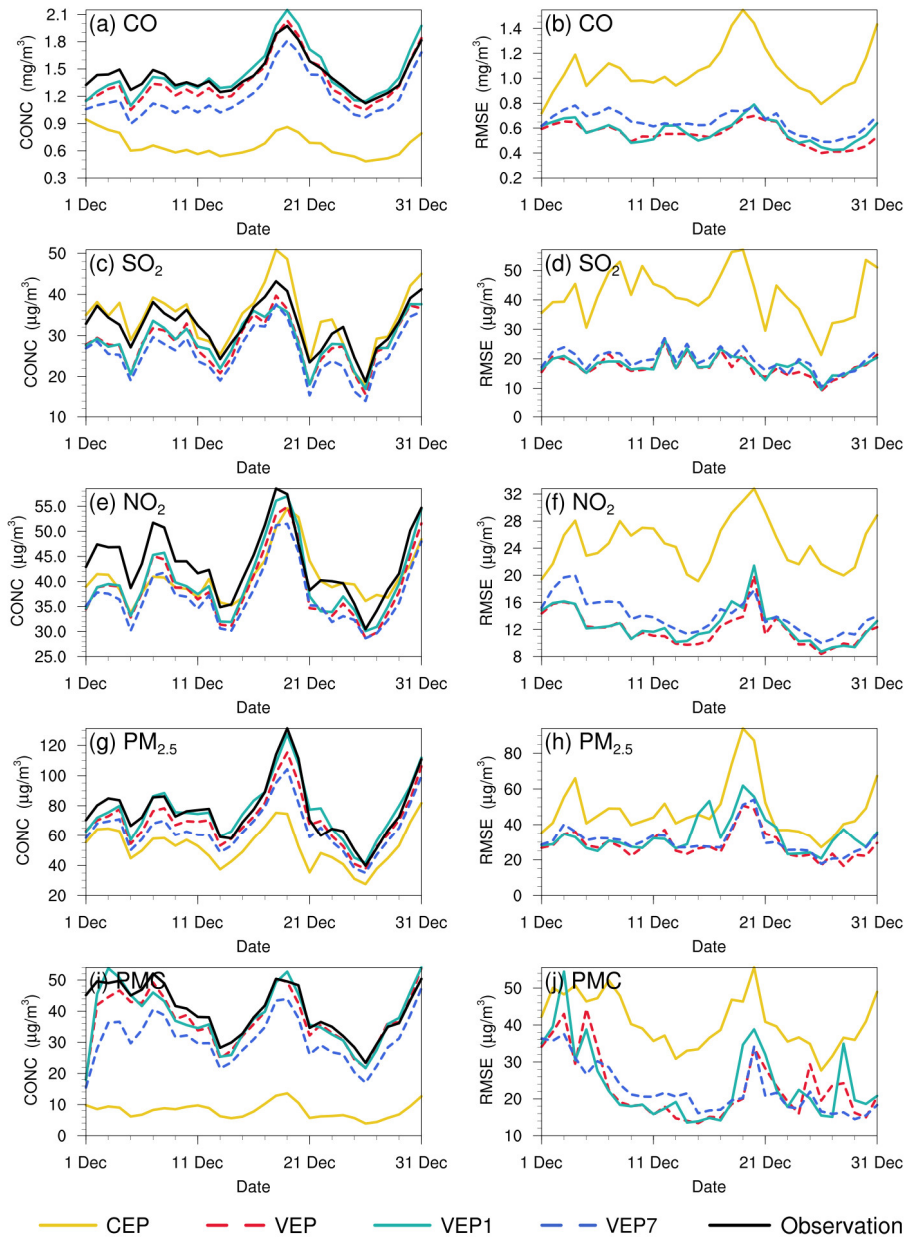 (a) CO
CONC (mg/m³)
2.1
1.8
1.5
1.2
0.9
0.6
0.3
1 Dec 11 Dec 21 Dec 31 Dec
Date
(b) CO
RMSE (mg/m³)
1.4
1.2
1.0
0.8
0.6
0.4
0.2
1 Dec 11 Dec 21 Dec 31 Dec
Date
(c) SO₂
CONC (µg/m³)
50
40
30
20
10
1 Dec 11 Dec 21 Dec 31 Dec
Date
(d) SO₂
RMSE (µg/m³)
50
40
30
20
10
0
1 Dec 11 Dec 21 Dec 31 Dec
Date
(e) NO₂
CONC (µg/m³)
55.0
50.0
45.0
40.0
35.0
30.0
25.0
1 Dec 11 Dec 21 Dec 31 Dec
Date
(f) NO₂
RMSE (µg/m³)
32
28
24
20
16
12
8
1 Dec 11 Dec 21 Dec 31 Dec
Date
(g) PM₂.₅
CONC (µg/m³)
120
100
80
60
40
20
1 Dec 11 Dec 21 Dec 31 Dec
Date
(h) PM₂.₅
RMSE (µg/m³)
80
60
40
20
0
1 Dec 11 Dec 21 Dec 31 Dec
Date
(i) PMC
CONC (µg/m³)
50
40
30
20
10
0
1 Dec 11 Dec 21 Dec 31 Dec
Date
(j) PMC
RMSE (µg/m³)
50
40
30
20
10
1 Dec 11 Dec 21 Dec 31 Dec
Date
CEP VEP VEP1 VEP7 Observation